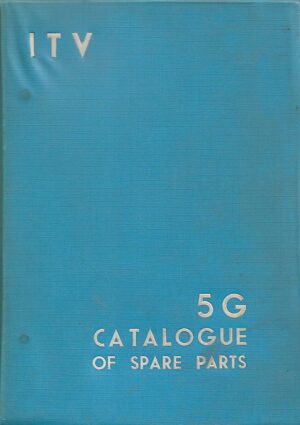 ITV
5G
CATALOGUE
OF SPARE PARTS